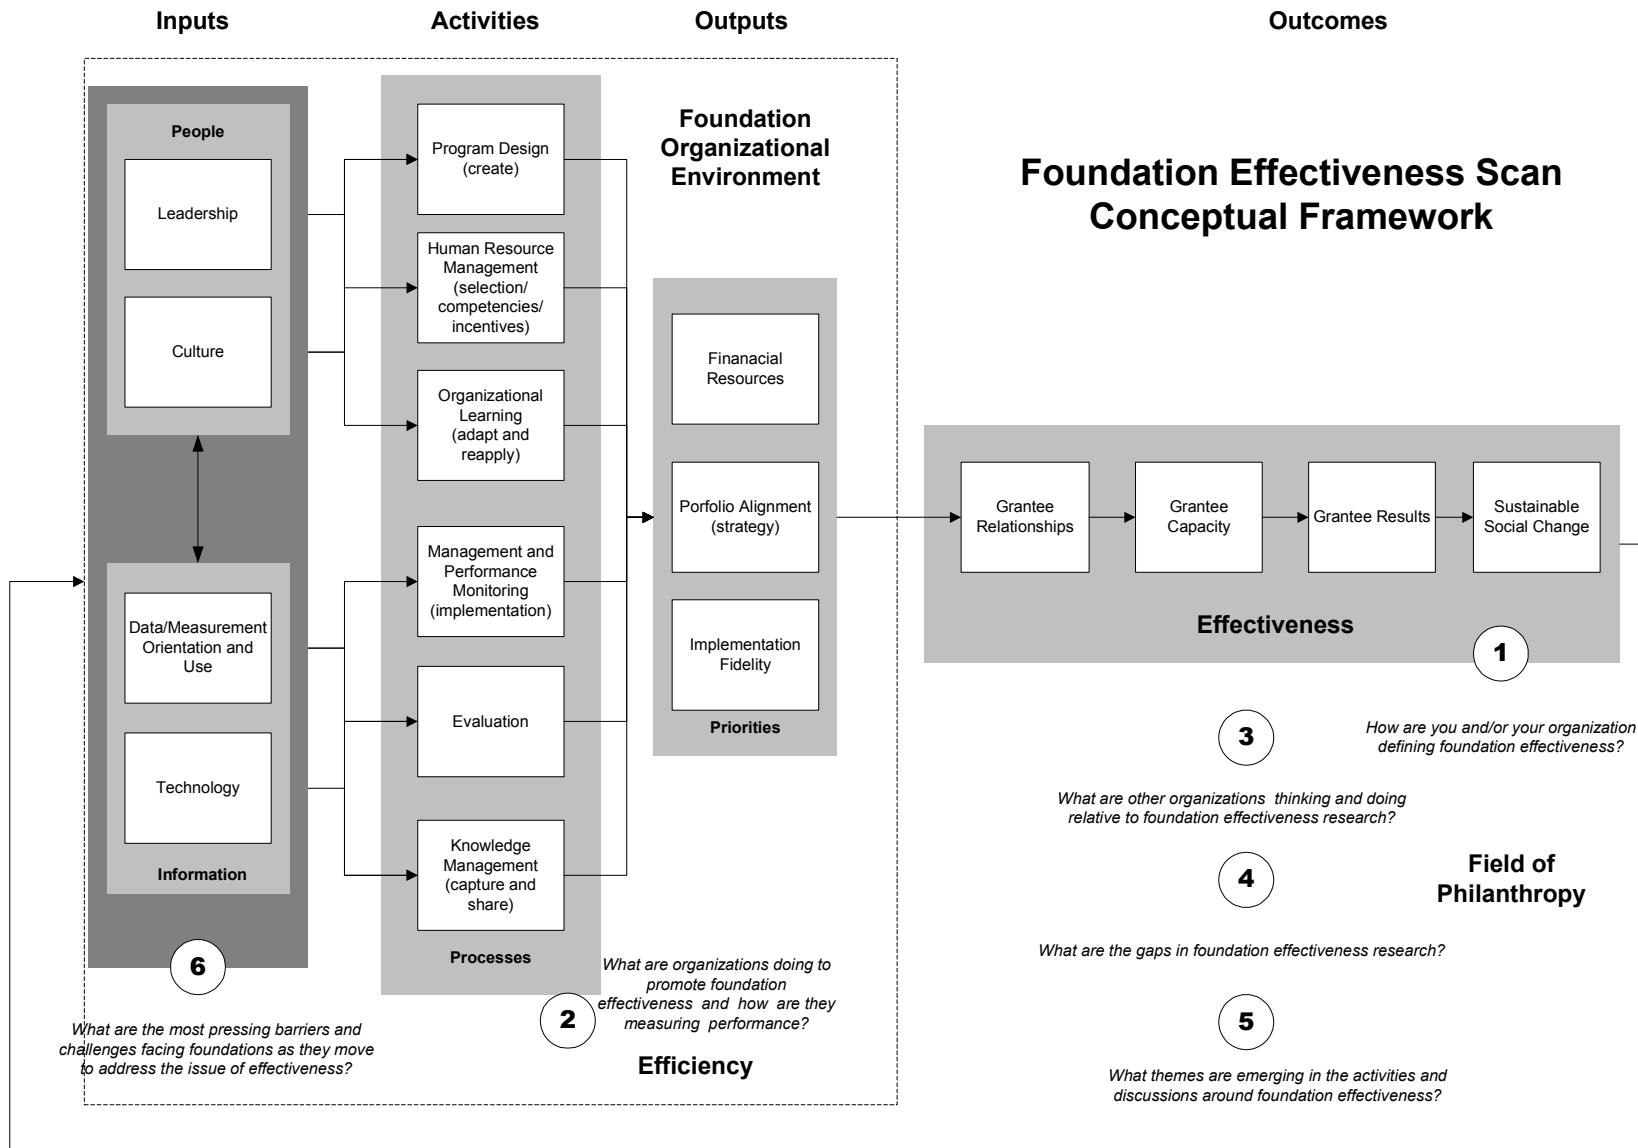 Inputs
Activities
Outputs
Outcomes
People
Leadership
Culture
Data/Measurement
Orientation and
Use
Technology
Information
6
What are the most pressing barriers and
challenges facing foundations as they move
to address the issue of effectiveness?
Program Design
(create)
Human Resource
Management
(selection/
competencies/
incentives)
Organizational
Learning
(adapt and
reapply)
Management and
Performance
Monitoring
(implementation)
Evaluation
Knowledge
Management
(capture and
share)
Processes
2
What are organizations doing to
promote foundation
effectiveness and how are they
measuring performance?
Efficiency
Foundation
Organizational
Environment
Finanacial
Resources
Porfolio Alignment
(strategy)
Implementation
Fidelity
Priorities
Foundation Effectiveness Scan
Conceptual Framework
Grantee
Relationships
Grantee
Capacity
Grantee Results
Sustainable
Social Change
Effectiveness
1
How are you and/or your organization
defining foundation effectiveness?
3
What are other organizations thinking and doing
relative to foundation effectiveness research?
4
Field of
Philanthropy
What are the gaps in foundation effectiveness research?
5
What themes are emerging in the activities and
discussions around foundation effectiveness?